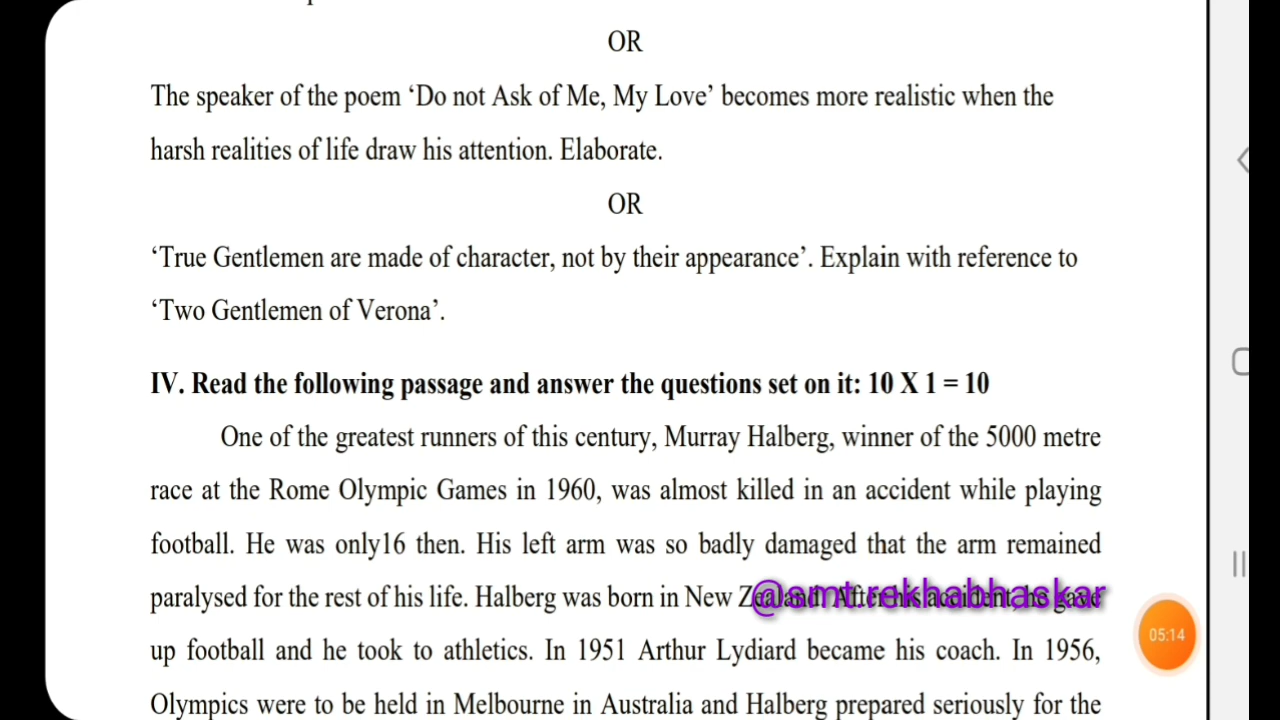 OR
The speaker of the poem ‘Do not Ask of Me, My Love’ becomes more realistic when the
harsh realities of life draw his attention. Elaborate.
OR
‘True Gentlemen are made of character, not by their appearance’. Explain with reference to
‘Two Gentlemen of Verona’.
IV. Read the following passage and answer the questions set on it: 10 X 1 = 10
One of the greatest runners of this century, Murray Halberg, winner of the 5000 metre
race at the Rome Olympic Games in 1960, was almost killed in an accident while playing
football. He was only16 then. His left arm was so badly damaged that the arm remained
paralysed for the rest of his life. Halberg was born in New Zealand. After his accident, he gave
@smt.rekhabhaskar
05:14
up football and he took to athletics. In 1951 Arthur Lydiard became his coach. In 1956,
Olympics were to be held in Melbourne in Australia and Halberg prepared seriously for the